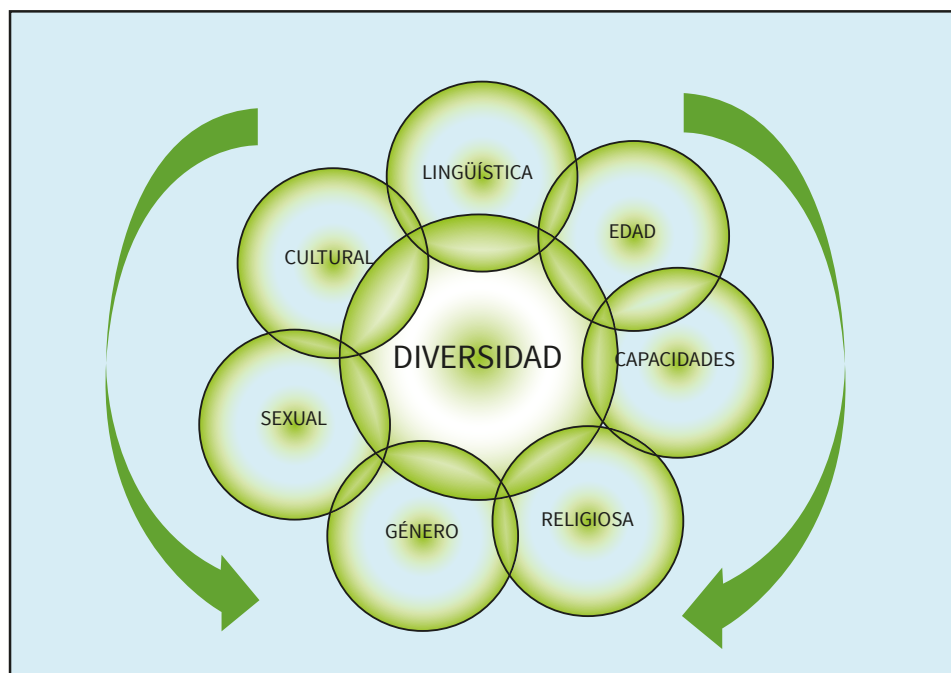 LINGÜÍSTICA
EDAD
CULTURAL
DIVERSIDAD
CAPACIDADES
SEXUAL
RELIGIOSA
GÉNERO